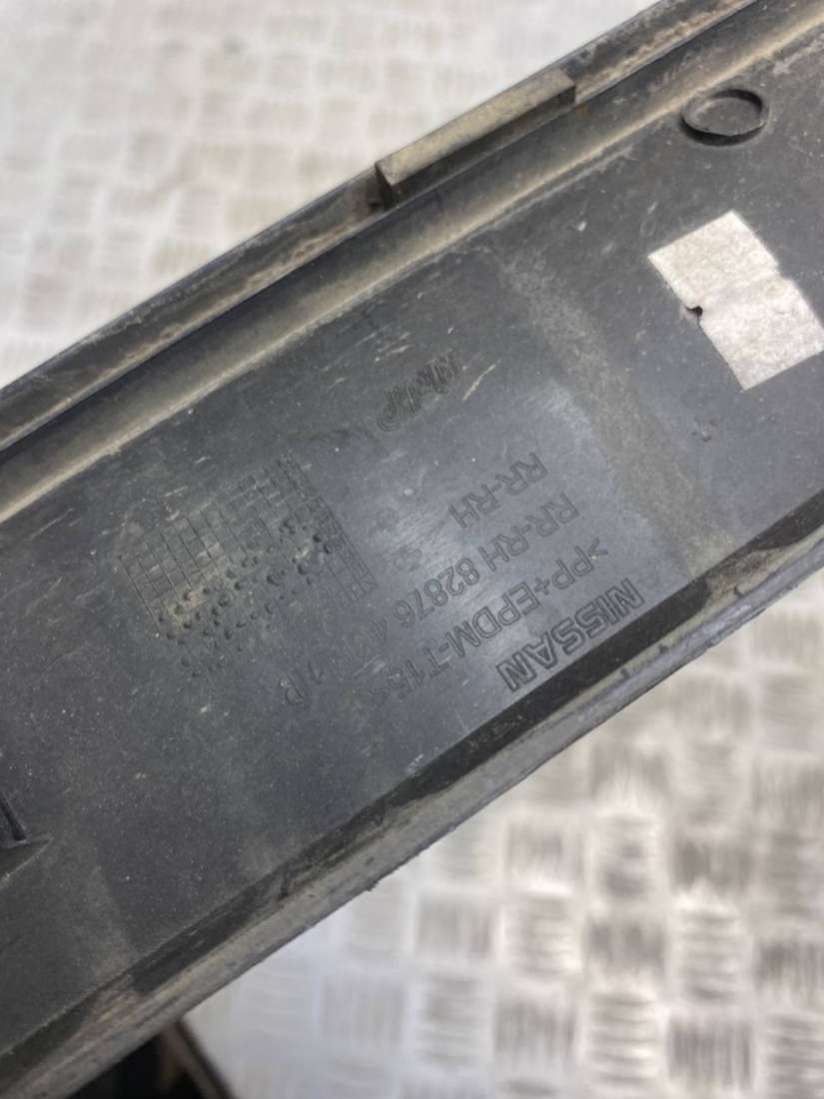 NISSAN
>PP+EPDM-T15<
RR-RH 82876
RR-RH